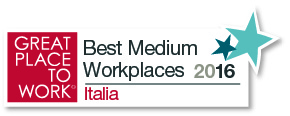 GREAT
PLACE
TO
WORK®
Best Medium
Workplaces 2016
Italia